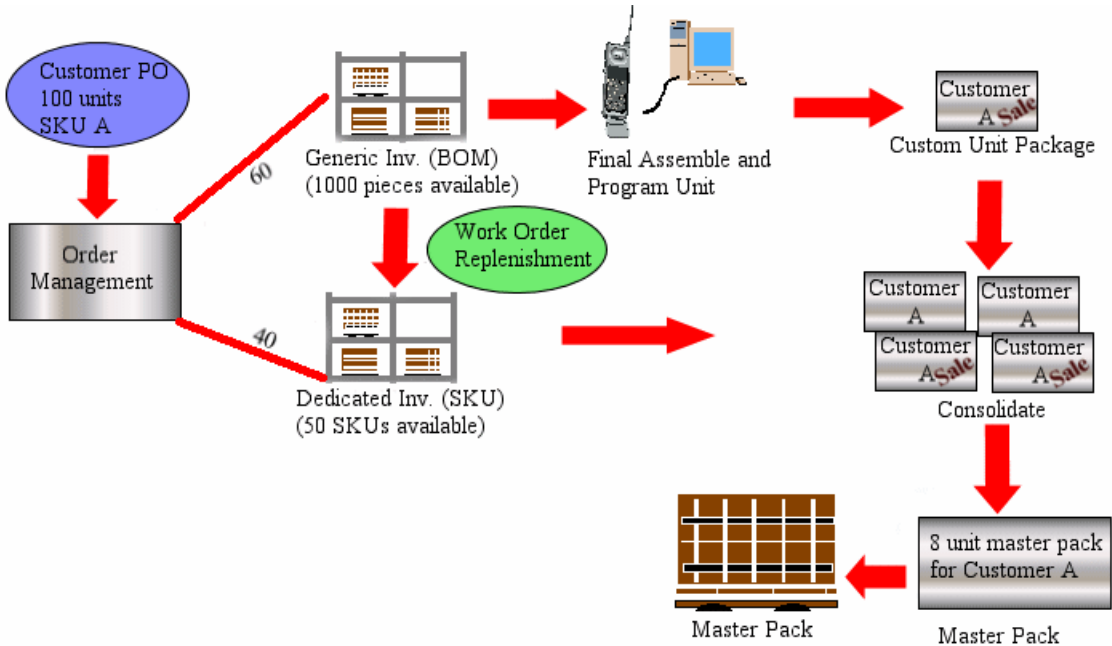 Customer PO
100 units
SKU A
Order
Management
60
40
Generic Inv. (BOM)
(1000 pieces available)
Work Order
Replenishment
Dedicated Inv. (SKU)
(50 SKUs available)
Final Assemble and
Program Unit
Customer
A Sale
Custom Unit Package
Customer
A
Customer
A
Customer
A Sale
Customer
A Sale
Consolidate
8 unit master pack
for Customer A
Master Pack
Master Pack